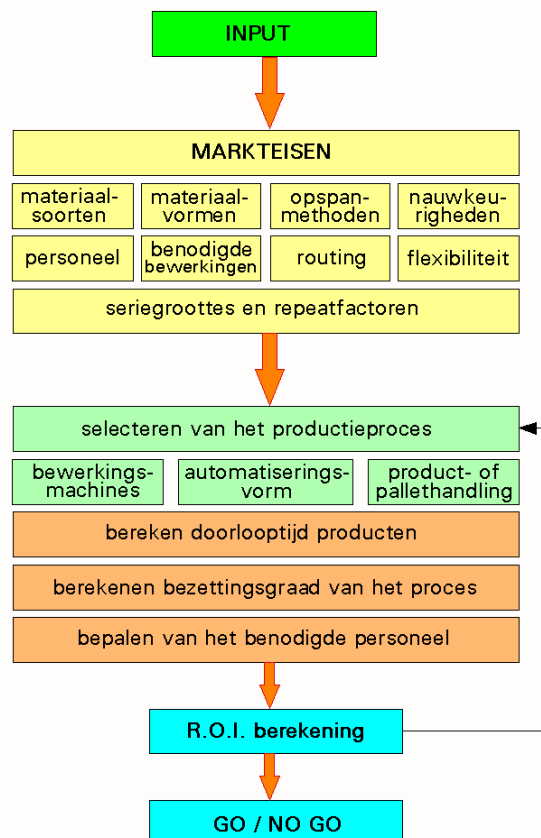 INPUT
MARKTEISEN
materiaal-
soorten
materiaal-
vormen
opspan-
methoden
nauwkeu-
righeden
personeel
benodigde
bewerkingen
routing
flexibiliteit
seriegroottes en repeatfactoren
selecteren van het productieproces
bewerkings-
machines
automatiserings-
vorm
product- of
pallethandling
bereken doorlooptijd producten
berekenen bezettingsgraad van het proces
bepalen van het benodigde personeel
R.O.I. berekening
GO / NO GO